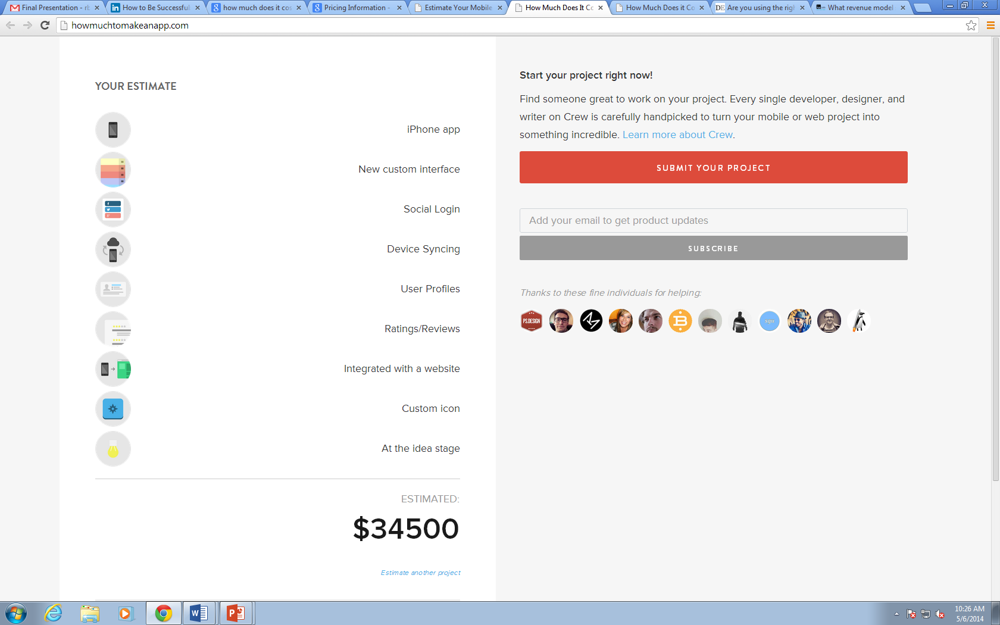 Final Presentation - rb
How to Be Successful
how much does it cos
Pricing Information -
Estimate Your Mobile
How Much Does It Co
How Much Does it Co
DE Are you using the righ
What revenue model
howmuchtomakeanapp.com
YOUR ESTIMATE
iPhone app
New custom interface
Social Login
Device Syncing
User Profiles
Ratings/Reviews
Integrated with a website
Custom icon
At the idea stage
ESTIMATED:
$34500
Estimate another project
Start your project right now!
Find someone great to work on your project. Every single developer, designer, and
writer on Crew is carefully handpicked to turn your mobile or web project into
something incredible. Learn more about Crew.
SUBMIT YOUR PROJECT
Add your email to get product updates
SUBSCRIBE
Thanks to these fine individuals for helping:
PS.DESIGN
sgn
10:26 AM
5/6/2014